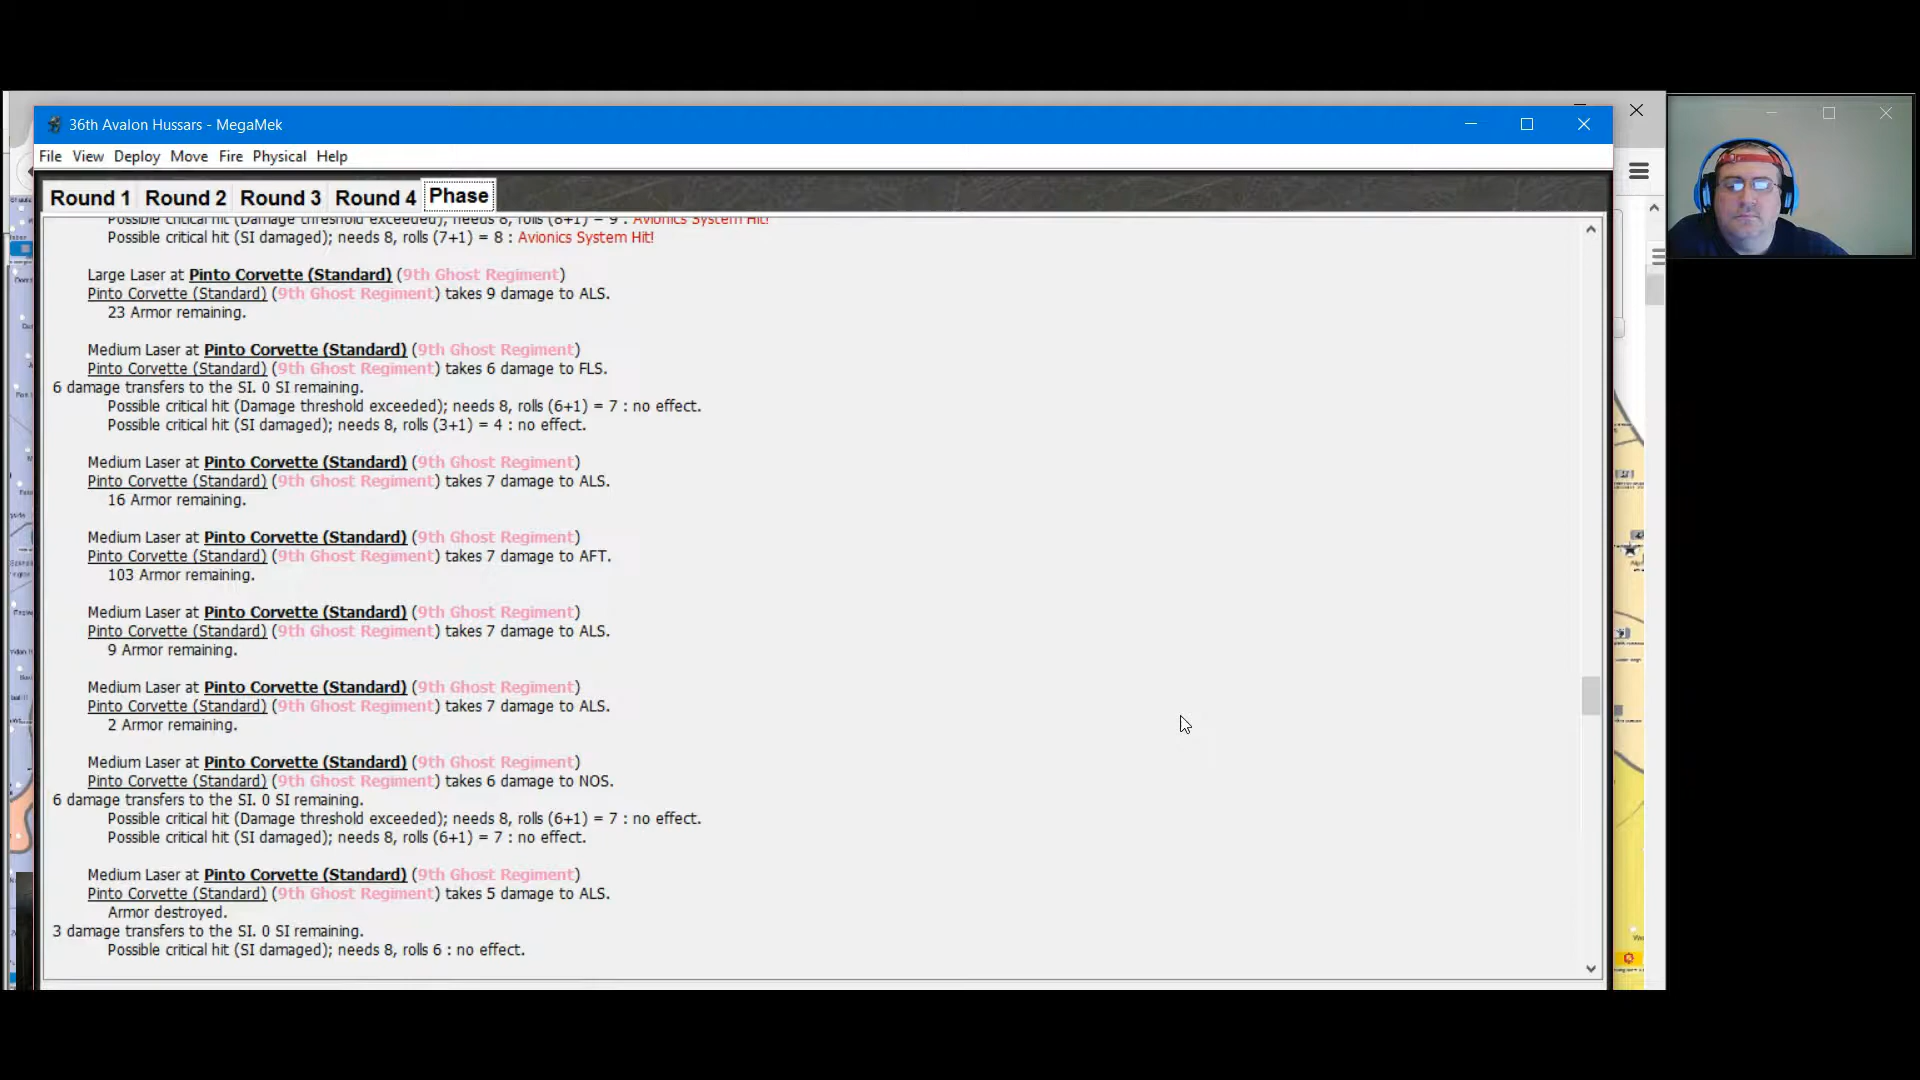 36th Avalon Hussars - MegaMek
File View Deploy Move Fire Physical Help
Round 1 Round 2 Round 3 Round 4 Phase
Possible critical hit (Damage threshold exceeded); needs 8, rolls (8+1) = 9 : Avionics System Hit!
Possible critical hit (SI damaged); needs 8, rolls (7+1) = 8 : Avionics System Hit!
Large Laser at Pinto Corvette (Standard) (9th Ghost Regiment)
Pinto Corvette (Standard) (9th Ghost Regiment) takes 9 damage to ALS.
23 Armor remaining.
Medium Laser at Pinto Corvette (Standard) (9th Ghost Regiment)
Pinto Corvette (Standard) (9th Ghost Regiment) takes 6 damage to FLS.
6 damage transfers to the SI. 0 SI remaining.
Possible critical hit (Damage threshold exceeded); needs 8, rolls (6+1) = 7 : no effect.
Possible critical hit (SI damaged); needs 8, rolls (3+1) = 4 : no effect.
Medium Laser at Pinto Corvette (Standard) (9th Ghost Regiment)
Pinto Corvette (Standard) (9th Ghost Regiment) takes 7 damage to ALS.
16 Armor remaining.
Medium Laser at Pinto Corvette (Standard) (9th Ghost Regiment)
Pinto Corvette (Standard) (9th Ghost Regiment) takes 7 damage to AFT.
103 Armor remaining.
Medium Laser at Pinto Corvette (Standard) (9th Ghost Regiment)
Pinto Corvette (Standard) (9th Ghost Regiment) takes 7 damage to ALS.
9 Armor remaining.
Medium Laser at Pinto Corvette (Standard) (9th Ghost Regiment)
Pinto Corvette (Standard) (9th Ghost Regiment) takes 7 damage to ALS.
2 Armor remaining.
Medium Laser at Pinto Corvette (Standard) (9th Ghost Regiment)
Pinto Corvette (Standard) (9th Ghost Regiment) takes 6 damage to NOS.
6 damage transfers to the SI. 0 SI remaining.
Possible critical hit (Damage threshold exceeded); needs 8, rolls (6+1) = 7 : no effect.
Possible critical hit (SI damaged); needs 8, rolls (6+1) = 7 : no effect.
Medium Laser at Pinto Corvette (Standard) (9th Ghost Regiment)
Pinto Corvette (Standard) (9th Ghost Regiment) takes 5 damage to ALS.
Armor destroyed.
3 damage transfers to the SI. 0 SI remaining.
Possible critical hit (SI damaged); needs 8, rolls 6 : no effect.